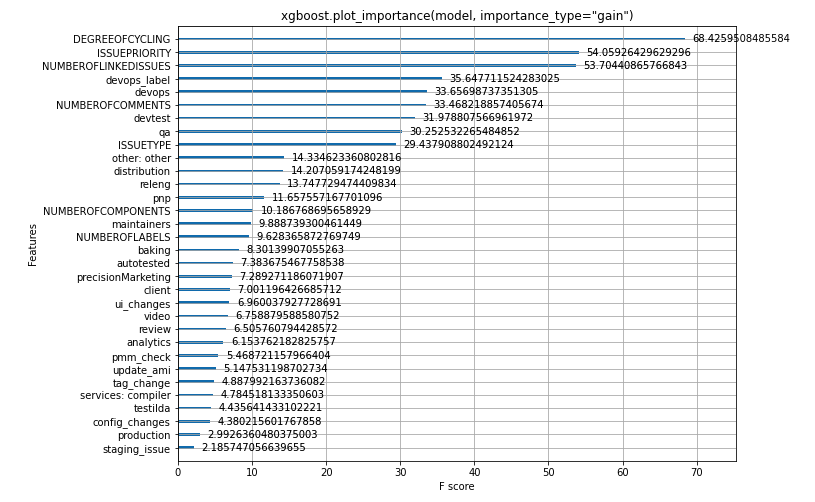 xgboost.plot_importance(model, importance_type="gain")
DEGREEOFCYCLING 68.4259508485584
ISSUEPRIORITY 54.05926429629296
NUMBEROFLINKEDISSUES 53.70440865766843
devops_label 35.647711524283025
devops 33.65698737351305
NUMBEROFCOMMENTS 33.468218857405674
devtest 31.978807566961972
qa 30.252532265484852
ISSUETYPE 29.437908802492124
other: other 14.334623360802816
distribution 14.207059174248199
releng 13.747729474409834
pnp 11.657557167701096
NUMBEROFCOMPONENTS 10.186768695658929
maintainers 9.888739300461449
NUMBEROFLABELS 9.628365872769749
baking 8.30139907055263
autotested 7.383675467758538
precisionMarketing 7.289271186071907
client 7.001196426685712
ui_changes 6.960037927728691
video 6.758879588580752
review 6.505760794428572
analytics 6.153762182825757
pmm_check 5.468721157966404
update_ami 5.147531198702734
tag_change 4.887992163736082
services: compiler 4.784518133350603
testilda 4.435641433102221
config_changes 4.380215601767858
production 2.9926360480375003
staging_issue 2.185747056639655
Features
0 10 20 30 40 50 60 70
F score